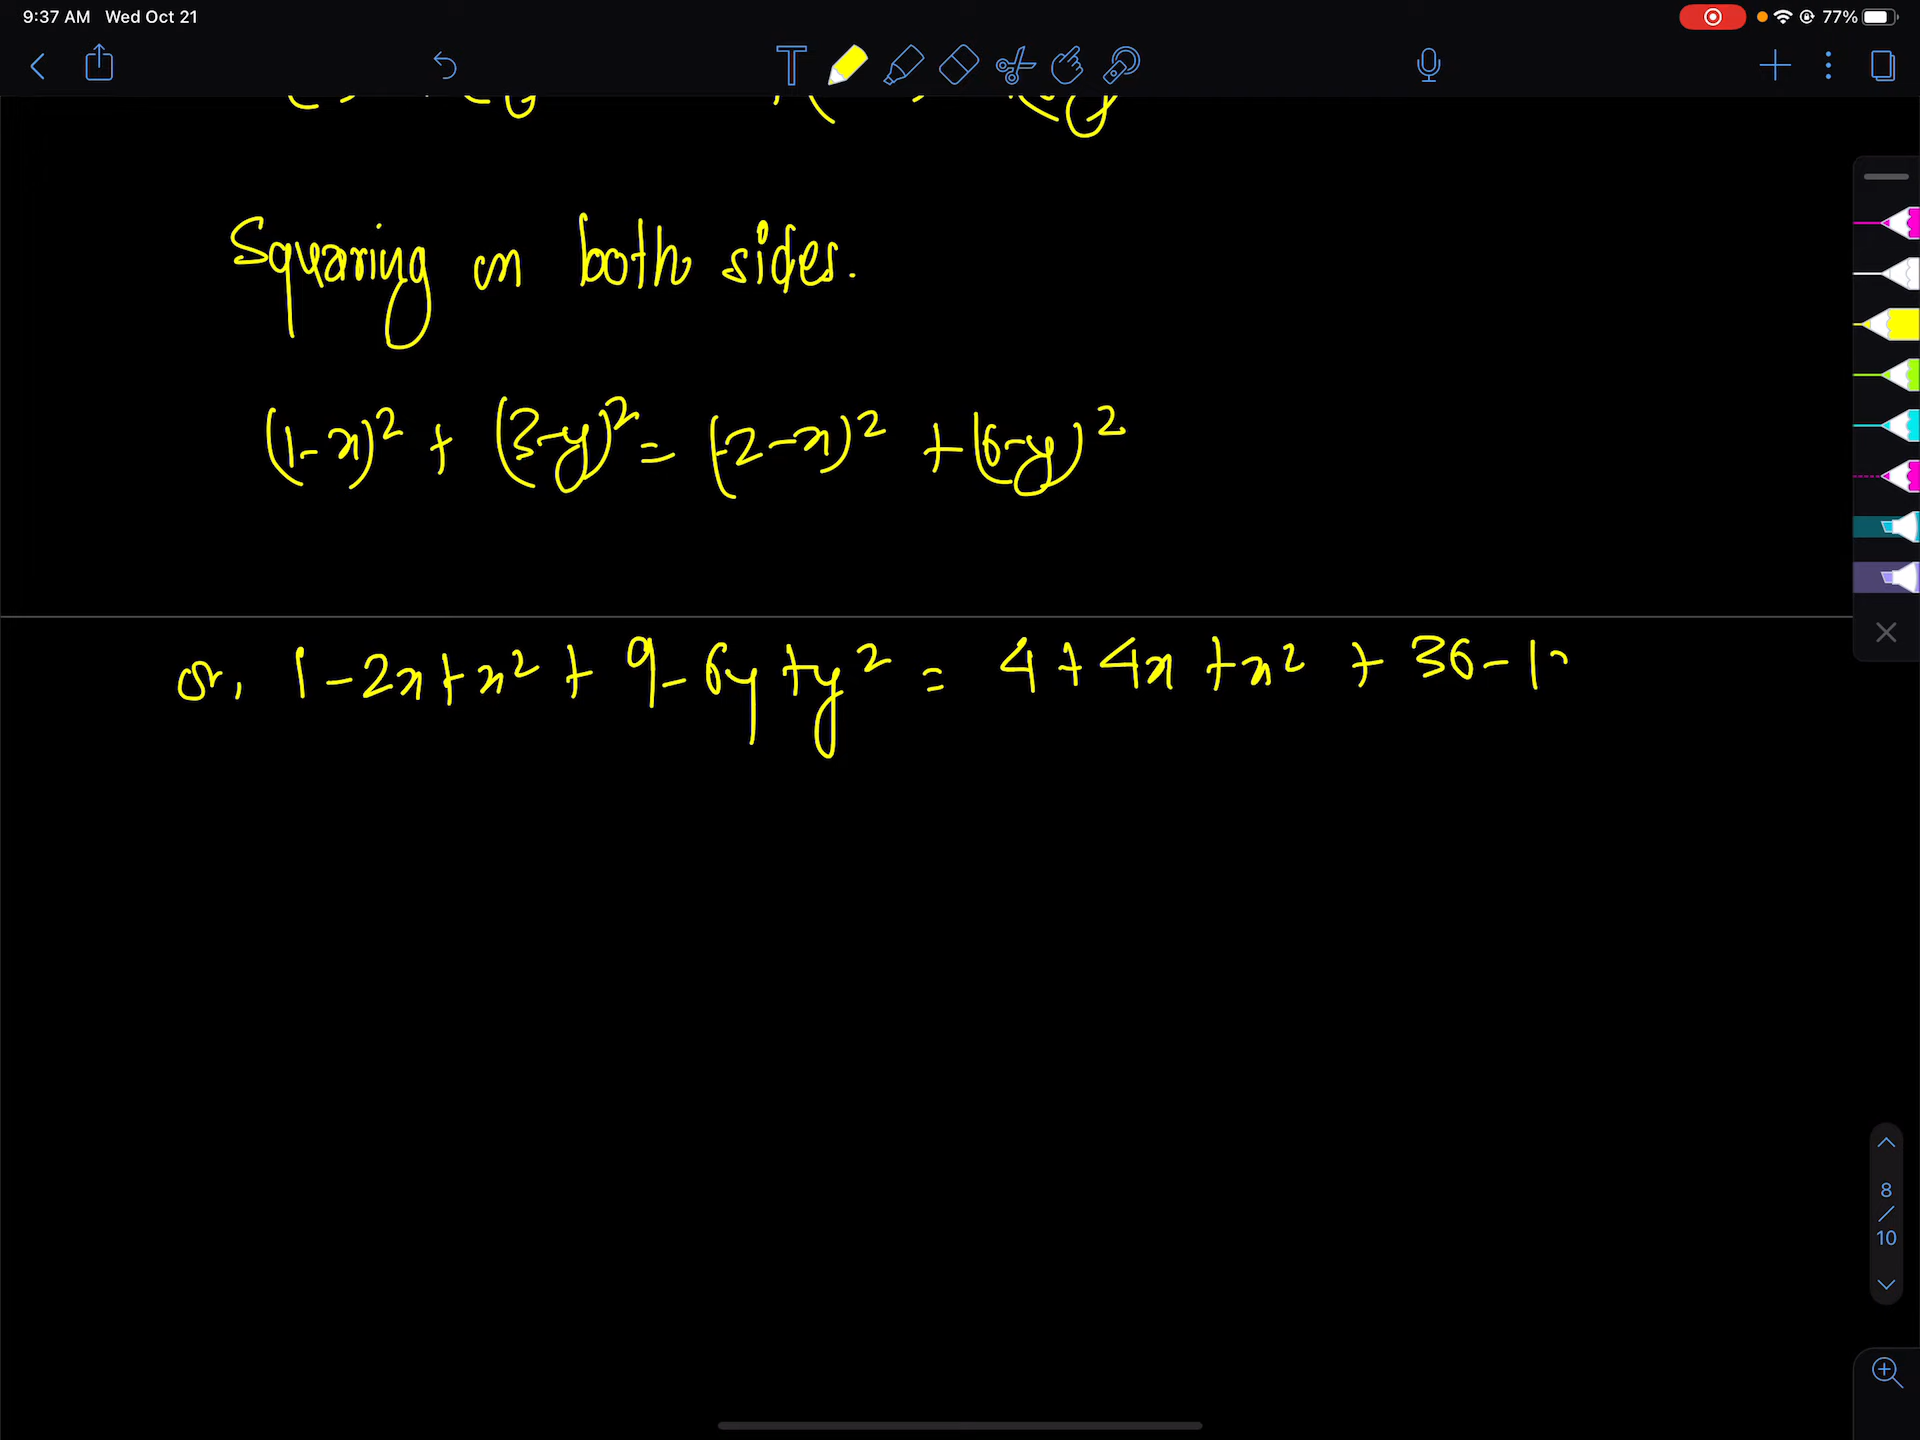 9:37 AM Wed Oct 21
77%
T
Squaring on both sides.
(1-x)² + (3-y)² = (-2-x)² + (6-y)²
or, 1-2x+x² + 9-6y+y² = 4+4x+x² + 36-1
8
/
10